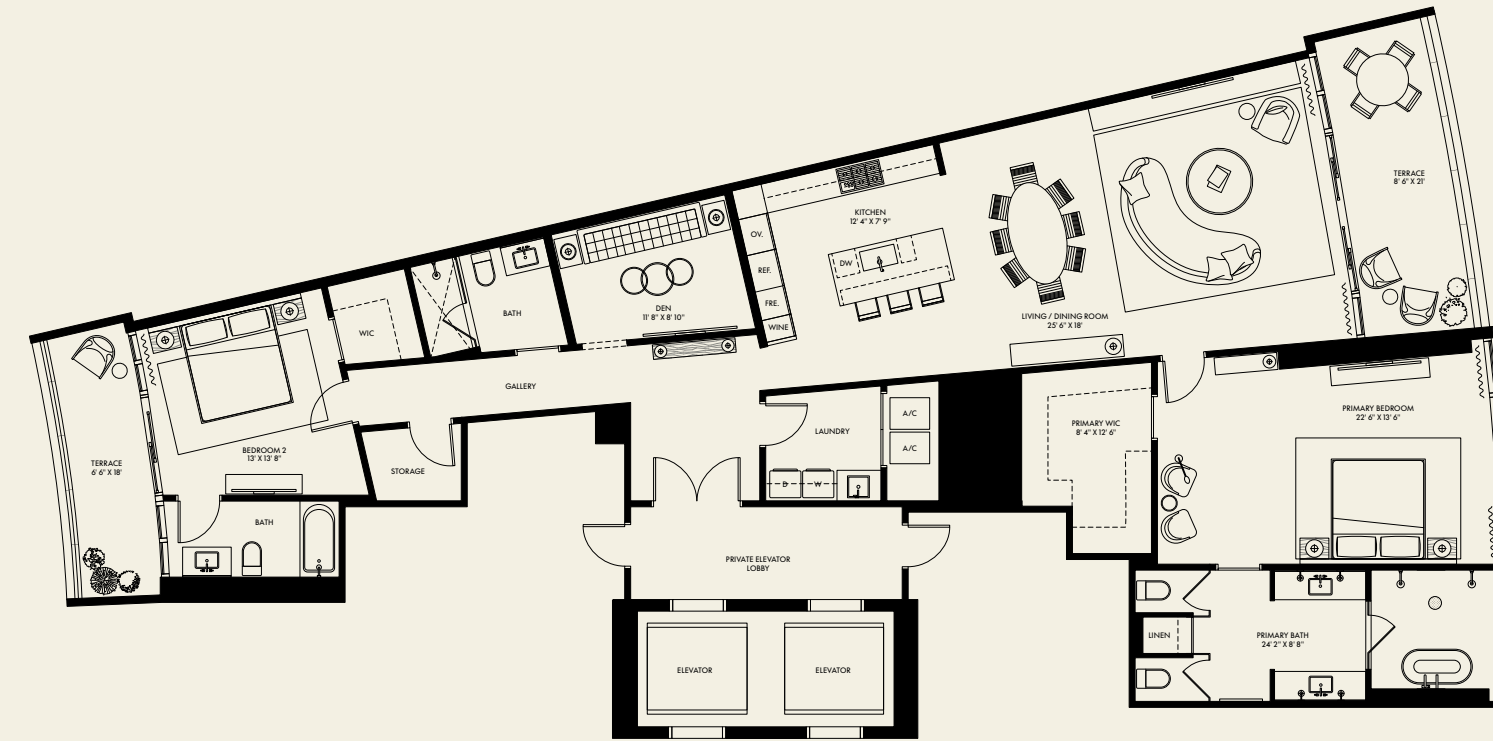 TERRACE
8' 6" X 21'
KITCHEN
12' 4" X 7' 9"
OV.
DW
REF.
FRE.
WINE
DEN
11' 8" X 8' 10"
BATH
WIC
LIVING / DINING ROOM
25' 6" X 18'
GALLERY
PRIMARY BEDROOM
22' 6" X 13' 6"
A/C
PRIMARY WIC
8' 4" X 12' 6"
LAUNDRY
A/C
BEDROOM 2
13' X 13' 8"
TERRACE
6' 6" X 18'
STORAGE
D
W
BATH
PRIVATE ELEVATOR
LOBBY
LINEN
PRIMARY BATH
24' 2" X 8' 8"
ELEVATOR
ELEVATOR